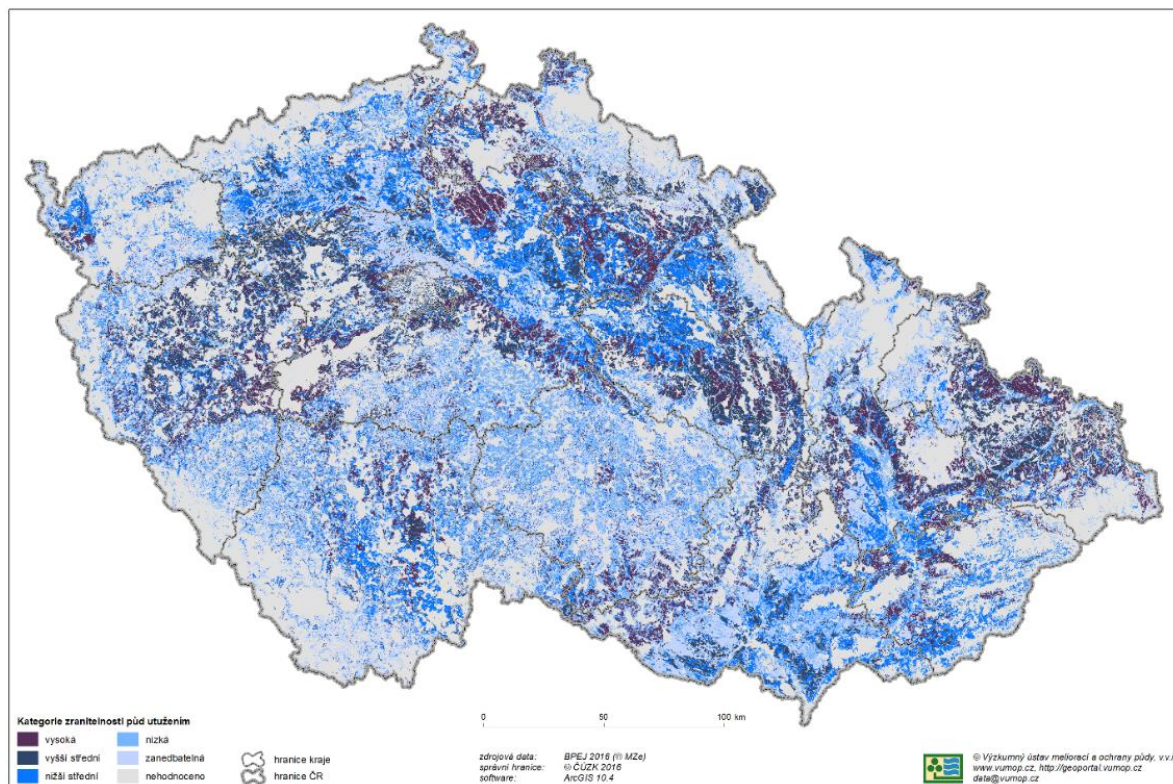 Kategorie zranitelnosti půd utužením
vysoká
vyšší střední
nižší střední
nízká
zanedbatelná
nehodnoceno
hranice kraje
hranice ČR
0 50 100 km
zdrojová data: BPEJ 2016 (© MZe)
správní hranice: © ČÚZK 2016
software: ArcGIS 10.4
© Výzkumný ústav meliorací a ochrany půdy, v.v.i.
www.vumop.cz, http://geoportal.vumop.cz
data@vumop.cz